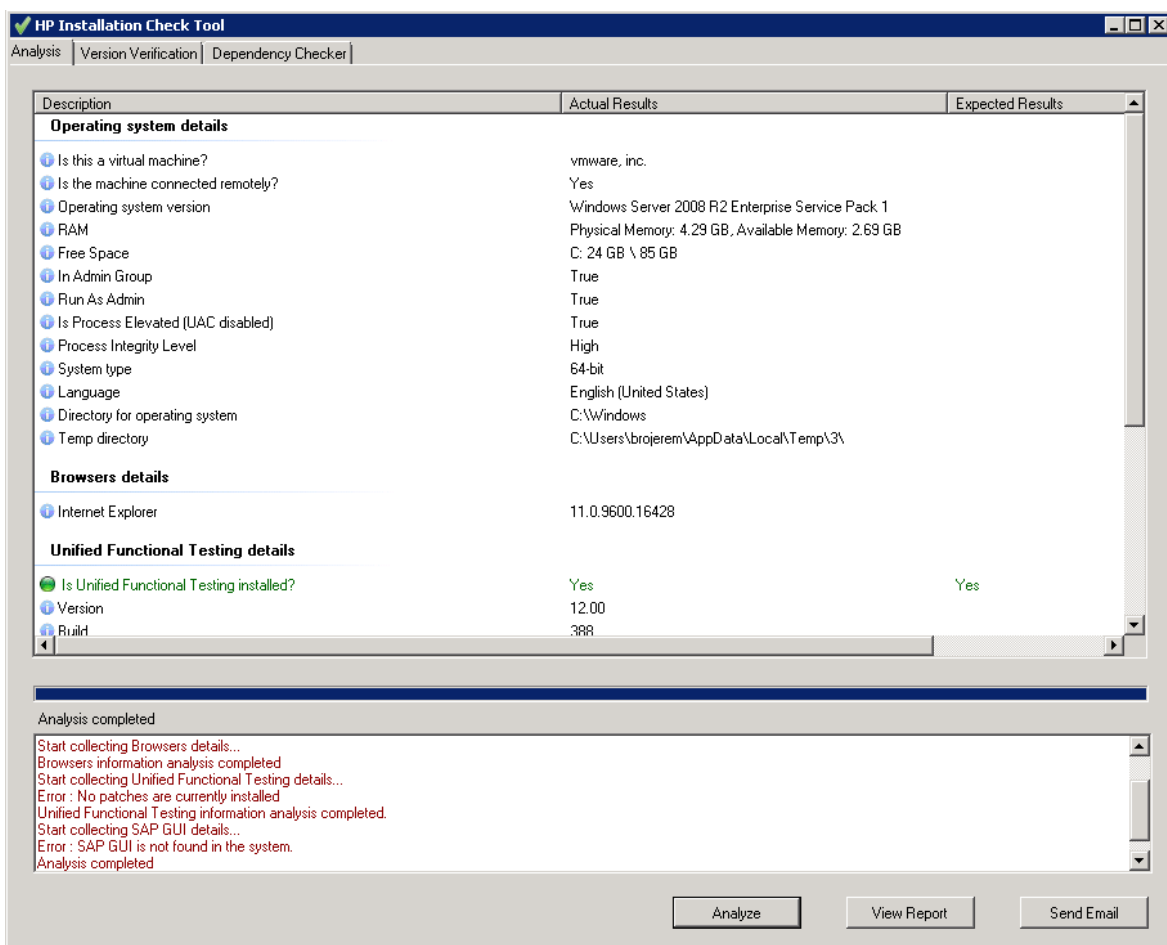 HP Installation Check Tool
Analysis Version Verification Dependency Checker
Description Actual Results Expected Results
Operating system details
Is this a virtual machine? vmware, inc.
Is the machine connected remotely? Yes
Operating system version Windows Server 2008 R2 Enterprise Service Pack 1
RAM Physical Memory: 4.29 GB, Available Memory: 2.69 GB
Free Space C: 24 GB \ 85 GB
In Admin Group True
Run As Admin True
Is Process Elevated (UAC disabled) True
Process Integrity Level High
System type 64-bit
Language English (United States)
Directory for operating system C:\Windows
Temp directory C:\Users\brojerem\AppData\Local\Temp\3\
Browsers details
Internet Explorer 11.0.9600.16428
Unified Functional Testing details
Is Unified Functional Testing installed? Yes Yes
Version 12.00
Build 388
Analysis completed
Start collecting Browsers details...
Browsers information analysis completed
Start collecting Unified Functional Testing details...
Error : No patches are currently installed
Unified Functional Testing information analysis completed.
Start collecting SAP GUI details...
Error : SAP GUI is not found in the system.
Analysis completed
Analyze View Report Send Email